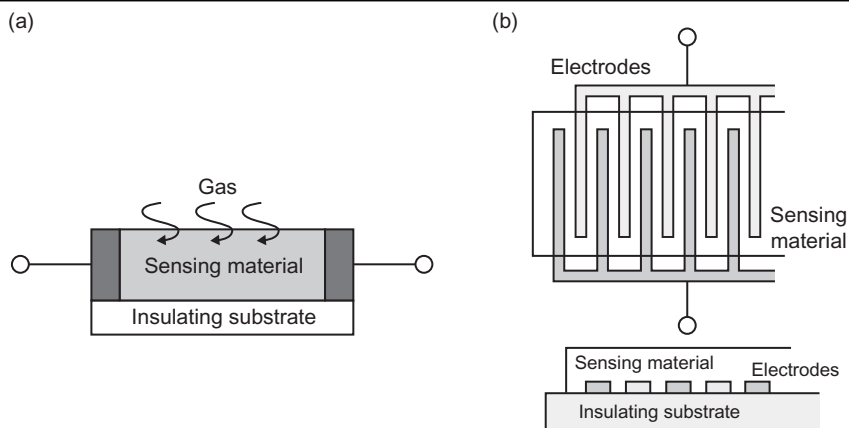 (a)
Gas
Sensing material
Insulating substrate
(b)
Electrodes
Sensing
material
Sensing material
Electrodes
Insulating substrate